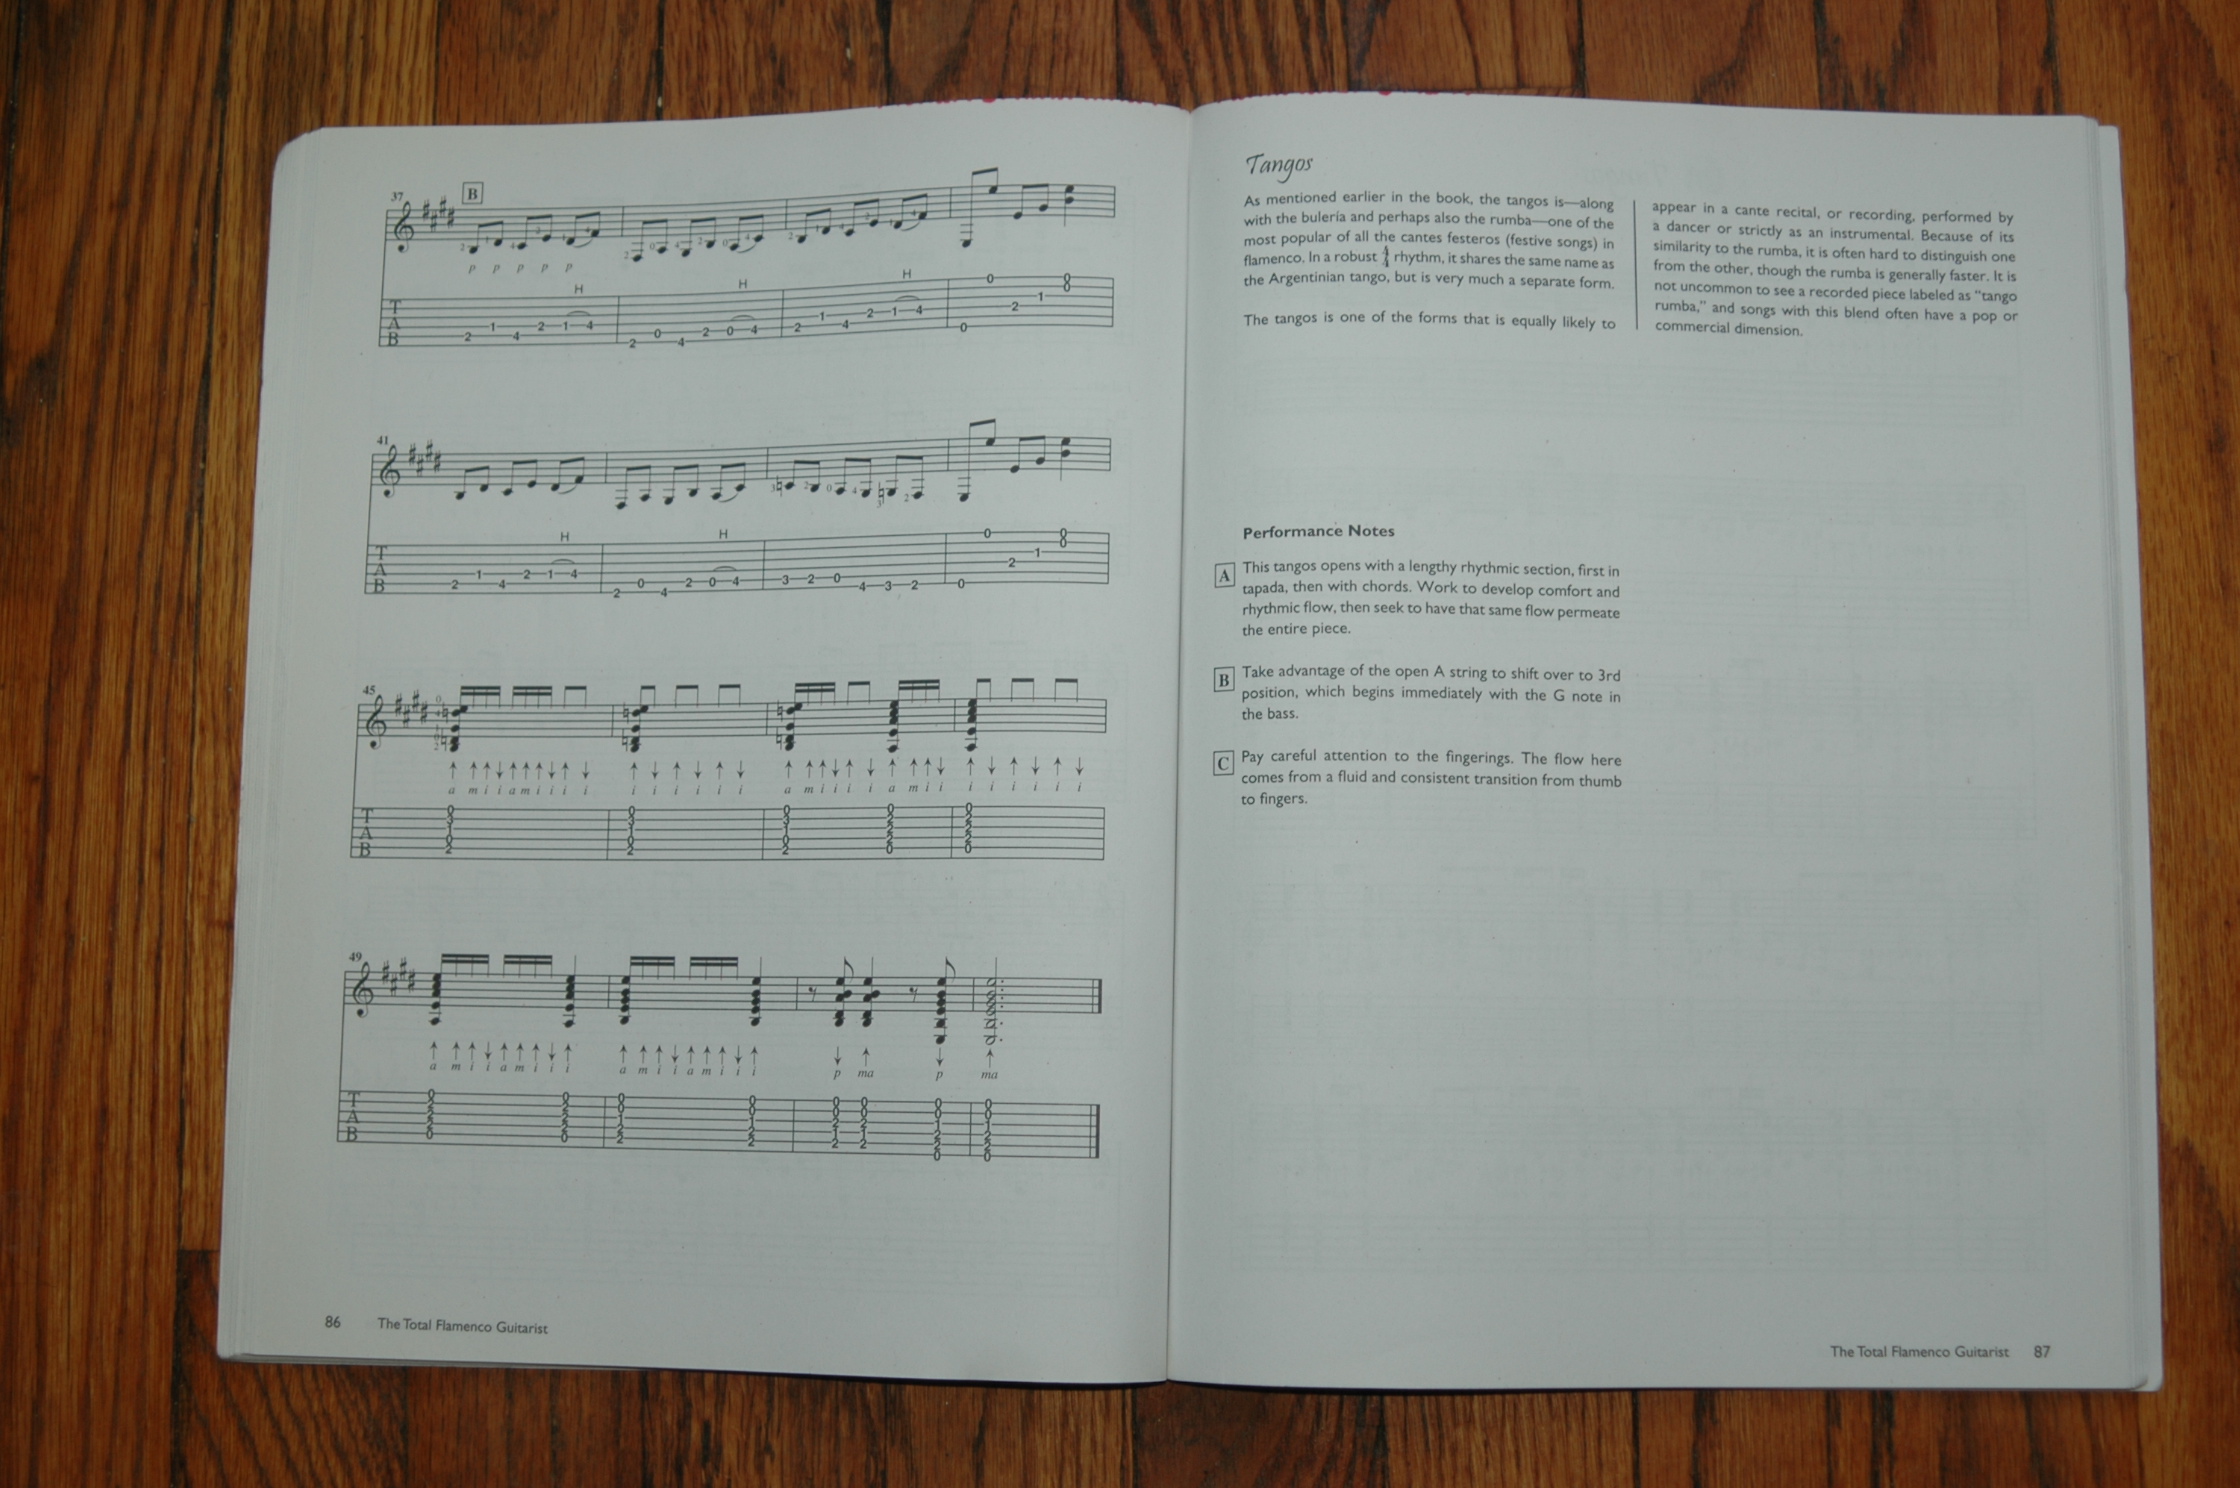 37
B
p p p p p
H H H
T
A
B
2 1 4 2 1 4 2 0 4 2 0 4 2 1 4 2 1 4 0 0 2 1 0 0
41
H H
T
A
B
2 1 4 2 1 4 2 0 4 2 0 4 3 2 0 4 3 2 0 0 2 1 0 0
45
a m i i a m i i i i i i i i i i a m i i i i a m i i i i i i i
T
A
B
49
a m i i a m i i a m i i a m i i p ma p ma
T
A
B
86 The Total Flamenco Guitarist
Tangos
As mentioned earlier in the book, the tangos is—along
with the bulería and perhaps also the rumba—one of the
most popular of all the cantes festeros (festive songs) in
flamenco. In a robust 4/4 rhythm, it shares the same name as
the Argentinian tango, but is very much a separate form.
The tangos is one of the forms that is equally likely to
appear in a cante recital, or recording, performed by
a dancer or strictly as an instrumental. Because of its
similarity to the rumba, it is often hard to distinguish one
from the other, though the rumba is generally faster. It is
not uncommon to see a recorded piece labeled as "tango
rumba," and songs with this blend often have a pop or
commercial dimension.
Performance Notes
A This tangos opens with a lengthy rhythmic section, first in
tapada, then with chords. Work to develop comfort and
rhythmic flow, then seek to have that same flow permeate
the entire piece.
B Take advantage of the open A string to shift over to 3rd
position, which begins immediately with the G note in
the bass.
C Pay careful attention to the fingerings. The flow here
comes from a fluid and consistent transition from thumb
to fingers.
The Total Flamenco Guitarist 87